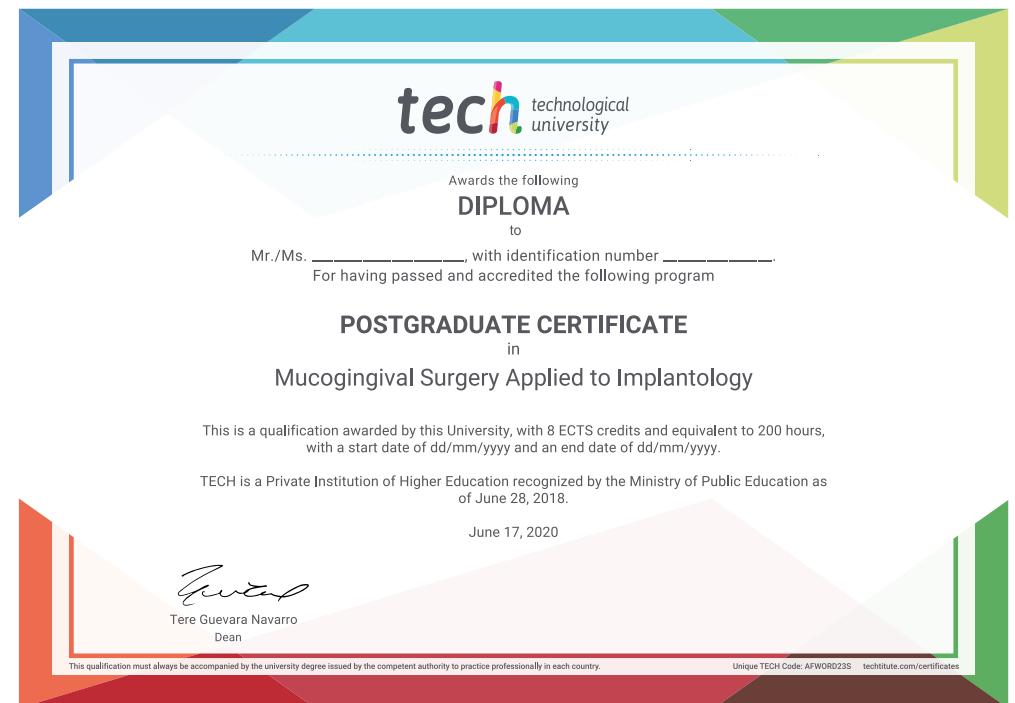 tech technological
university
Awards the following
DIPLOMA
to
Mr./Ms. ______________, with identification number __________.
For having passed and accredited the following program
POSTGRADUATE CERTIFICATE
in
Mucogingival Surgery Applied to Implantology
This is a qualification awarded by this University, with 8 ECTS credits and equivalent to 200 hours,
with a start date of dd/mm/yyyy and an end date of dd/mm/yyyy.
TECH is a Private Institution of Higher Education recognized by the Ministry of Public Education as
of June 28, 2018.
June 17, 2020
Tere Guevara Navarro
Dean
This qualification must always be accompanied by the university degree issued by the competent authority to practice professionally in each country.
Unique TECH Code: AFWORD23S techtitute.com/certificates